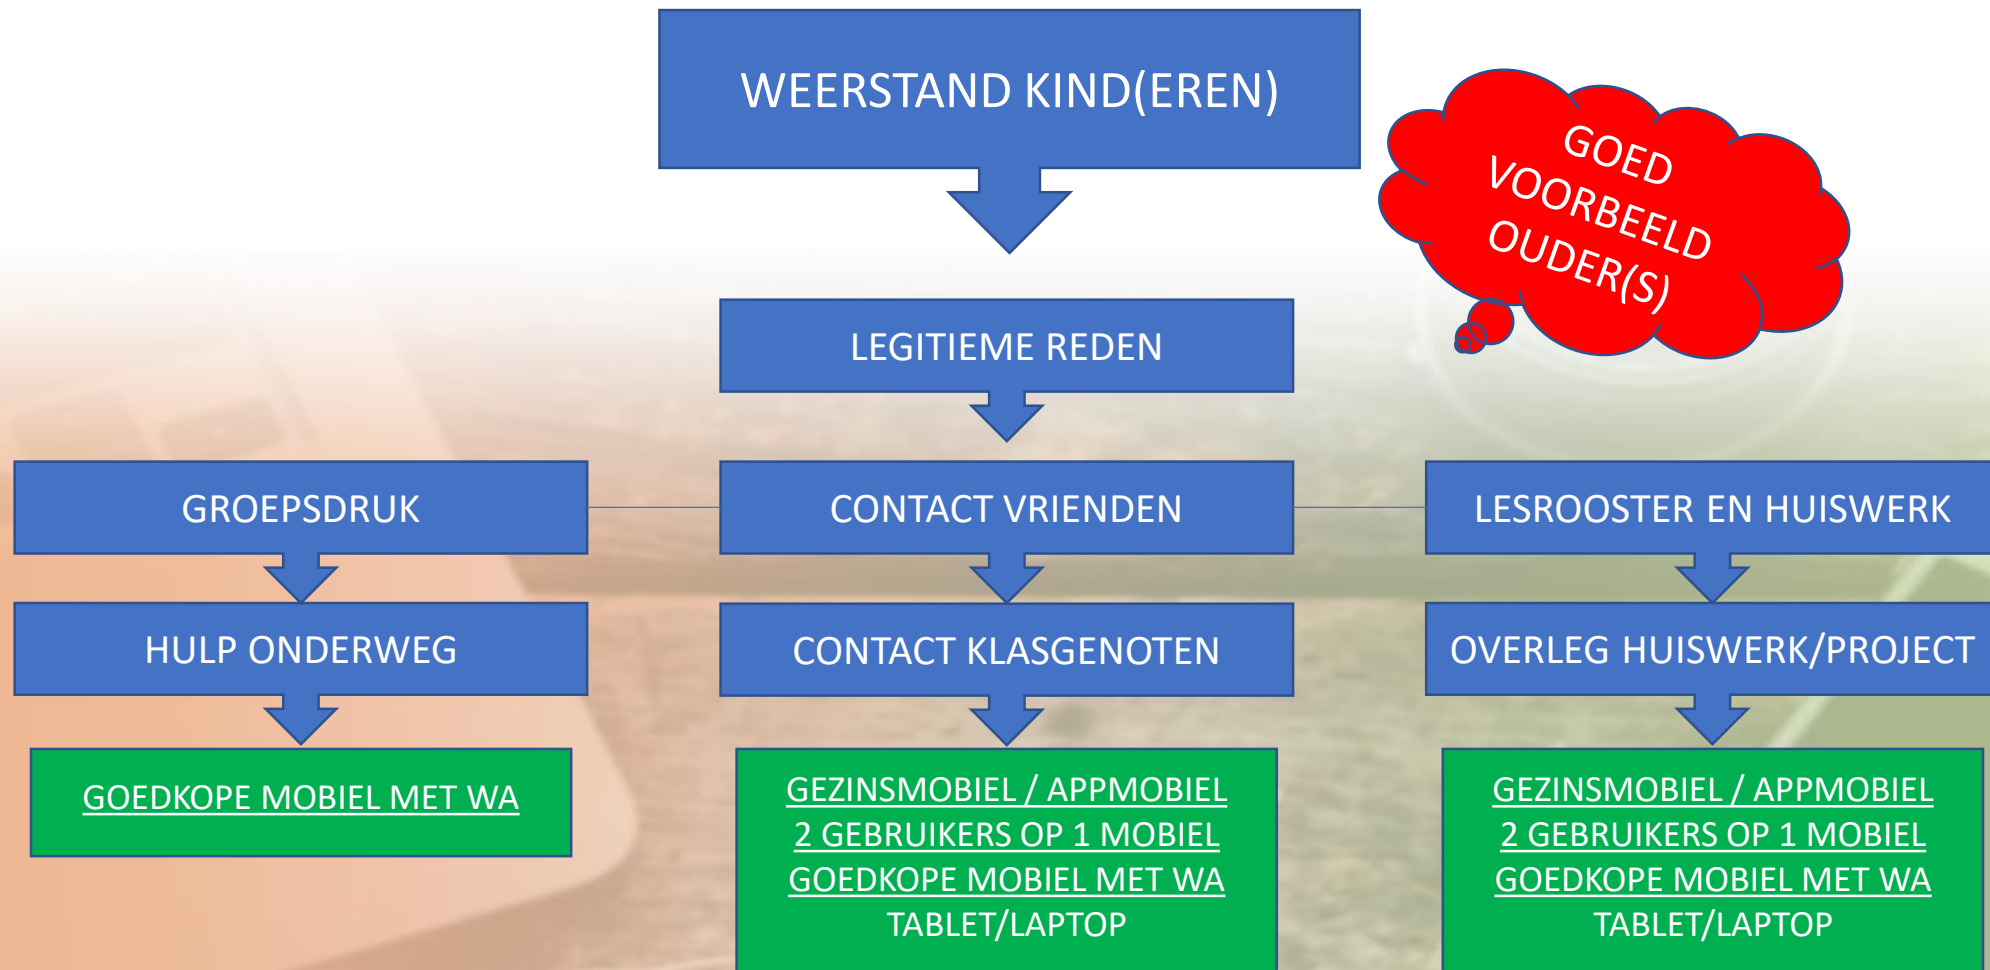 WEERSTAND KIND(EREN)
GOED
VOORBEELD
OUDER(S)
LEGITIEME REDEN
GROEPSDRUK
CONTACT VRIENDEN
LESROOSTER EN HUISWERK
HULP ONDERWEG
CONTACT KLASGENOTEN
OVERLEG HUISWERK/PROJECT
GOEDKOPE MOBIEL MET WA
GEZINSMOBIEL / APPMOBIEL
2 GEBRUIKERS OP 1 MOBIEL
GOEDKOPE MOBIEL MET WA
TABLET/LAPTOP
GEZINSMOBIEL / APPMOBIEL
2 GEBRUIKERS OP 1 MOBIEL
GOEDKOPE MOBIEL MET WA
TABLET/LAPTOP